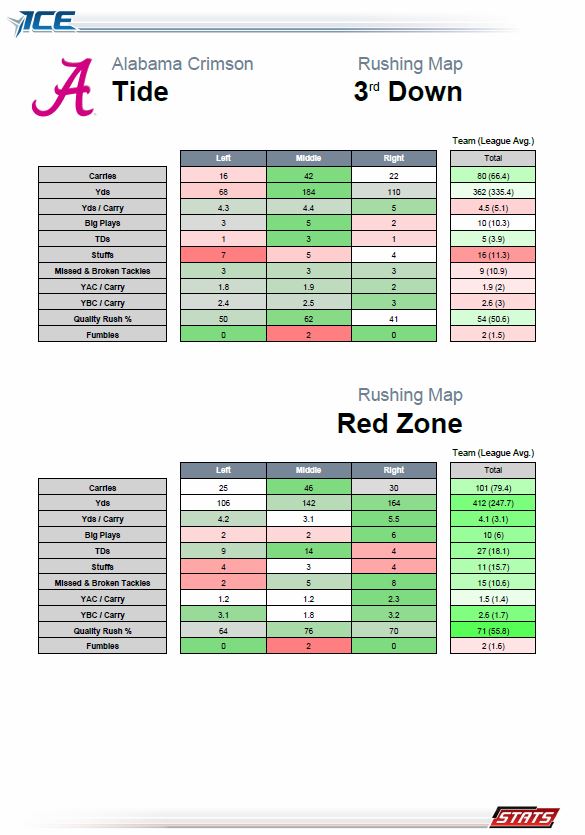 ICE
Alabama Crimson Rushing Map
Tide 3rd Down
Team (League Avg.)
Left Middle Right Total
Carries 16 42 22 80 (66.4)
Yds 68 184 110 362 (335.4)
Yds / Carry 4.3 4.4 5 4.5 (5.1)
Big Plays 3 5 2 10 (10.3)
TDs 1 3 1 5 (3.9)
Stuffs 7 5 4 16 (11.3)
Missed & Broken Tackles 3 3 3 9 (10.9)
YAC / Carry 1.8 1.9 2 1.9 (2)
YBC / Carry 2.4 2.5 3 2.6 (3)
Quality Rush % 50 62 41 54 (50.6)
Fumbles 0 2 0 2 (1.5)
Rushing Map
Red Zone
Team (League Avg.)
Left Middle Right Total
Carries 25 46 30 101 (79.4)
Yds 106 142 164 412 (247.7)
Yds / Carry 4.2 3.1 5.5 4.1 (3.1)
Big Plays 2 2 6 10 (6)
TDs 9 14 4 27 (18.1)
Stuffs 4 3 4 11 (15.7)
Missed & Broken Tackles 2 5 8 15 (10.6)
YAC / Carry 1.2 1.2 2.3 1.5 (1.4)
YBC / Carry 3.1 1.8 3.2 2.6 (1.7)
Quality Rush % 64 76 70 71 (55.8)
Fumbles 0 2 0 2 (1.6)
STATS